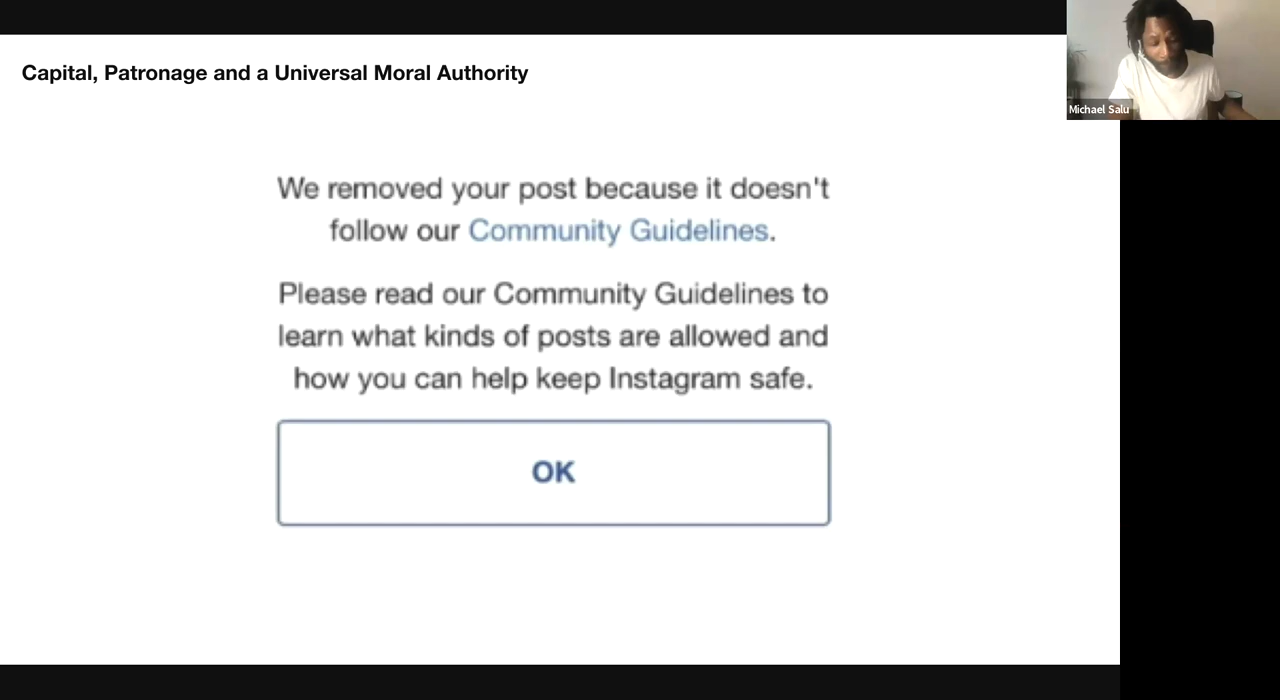 Capital, Patronage and a Universal Moral Authority
Michael Salu
We removed your post because it doesn't
follow our Community Guidelines.
Please read our Community Guidelines to
learn what kinds of posts are allowed and
how you can help keep Instagram safe.
OK